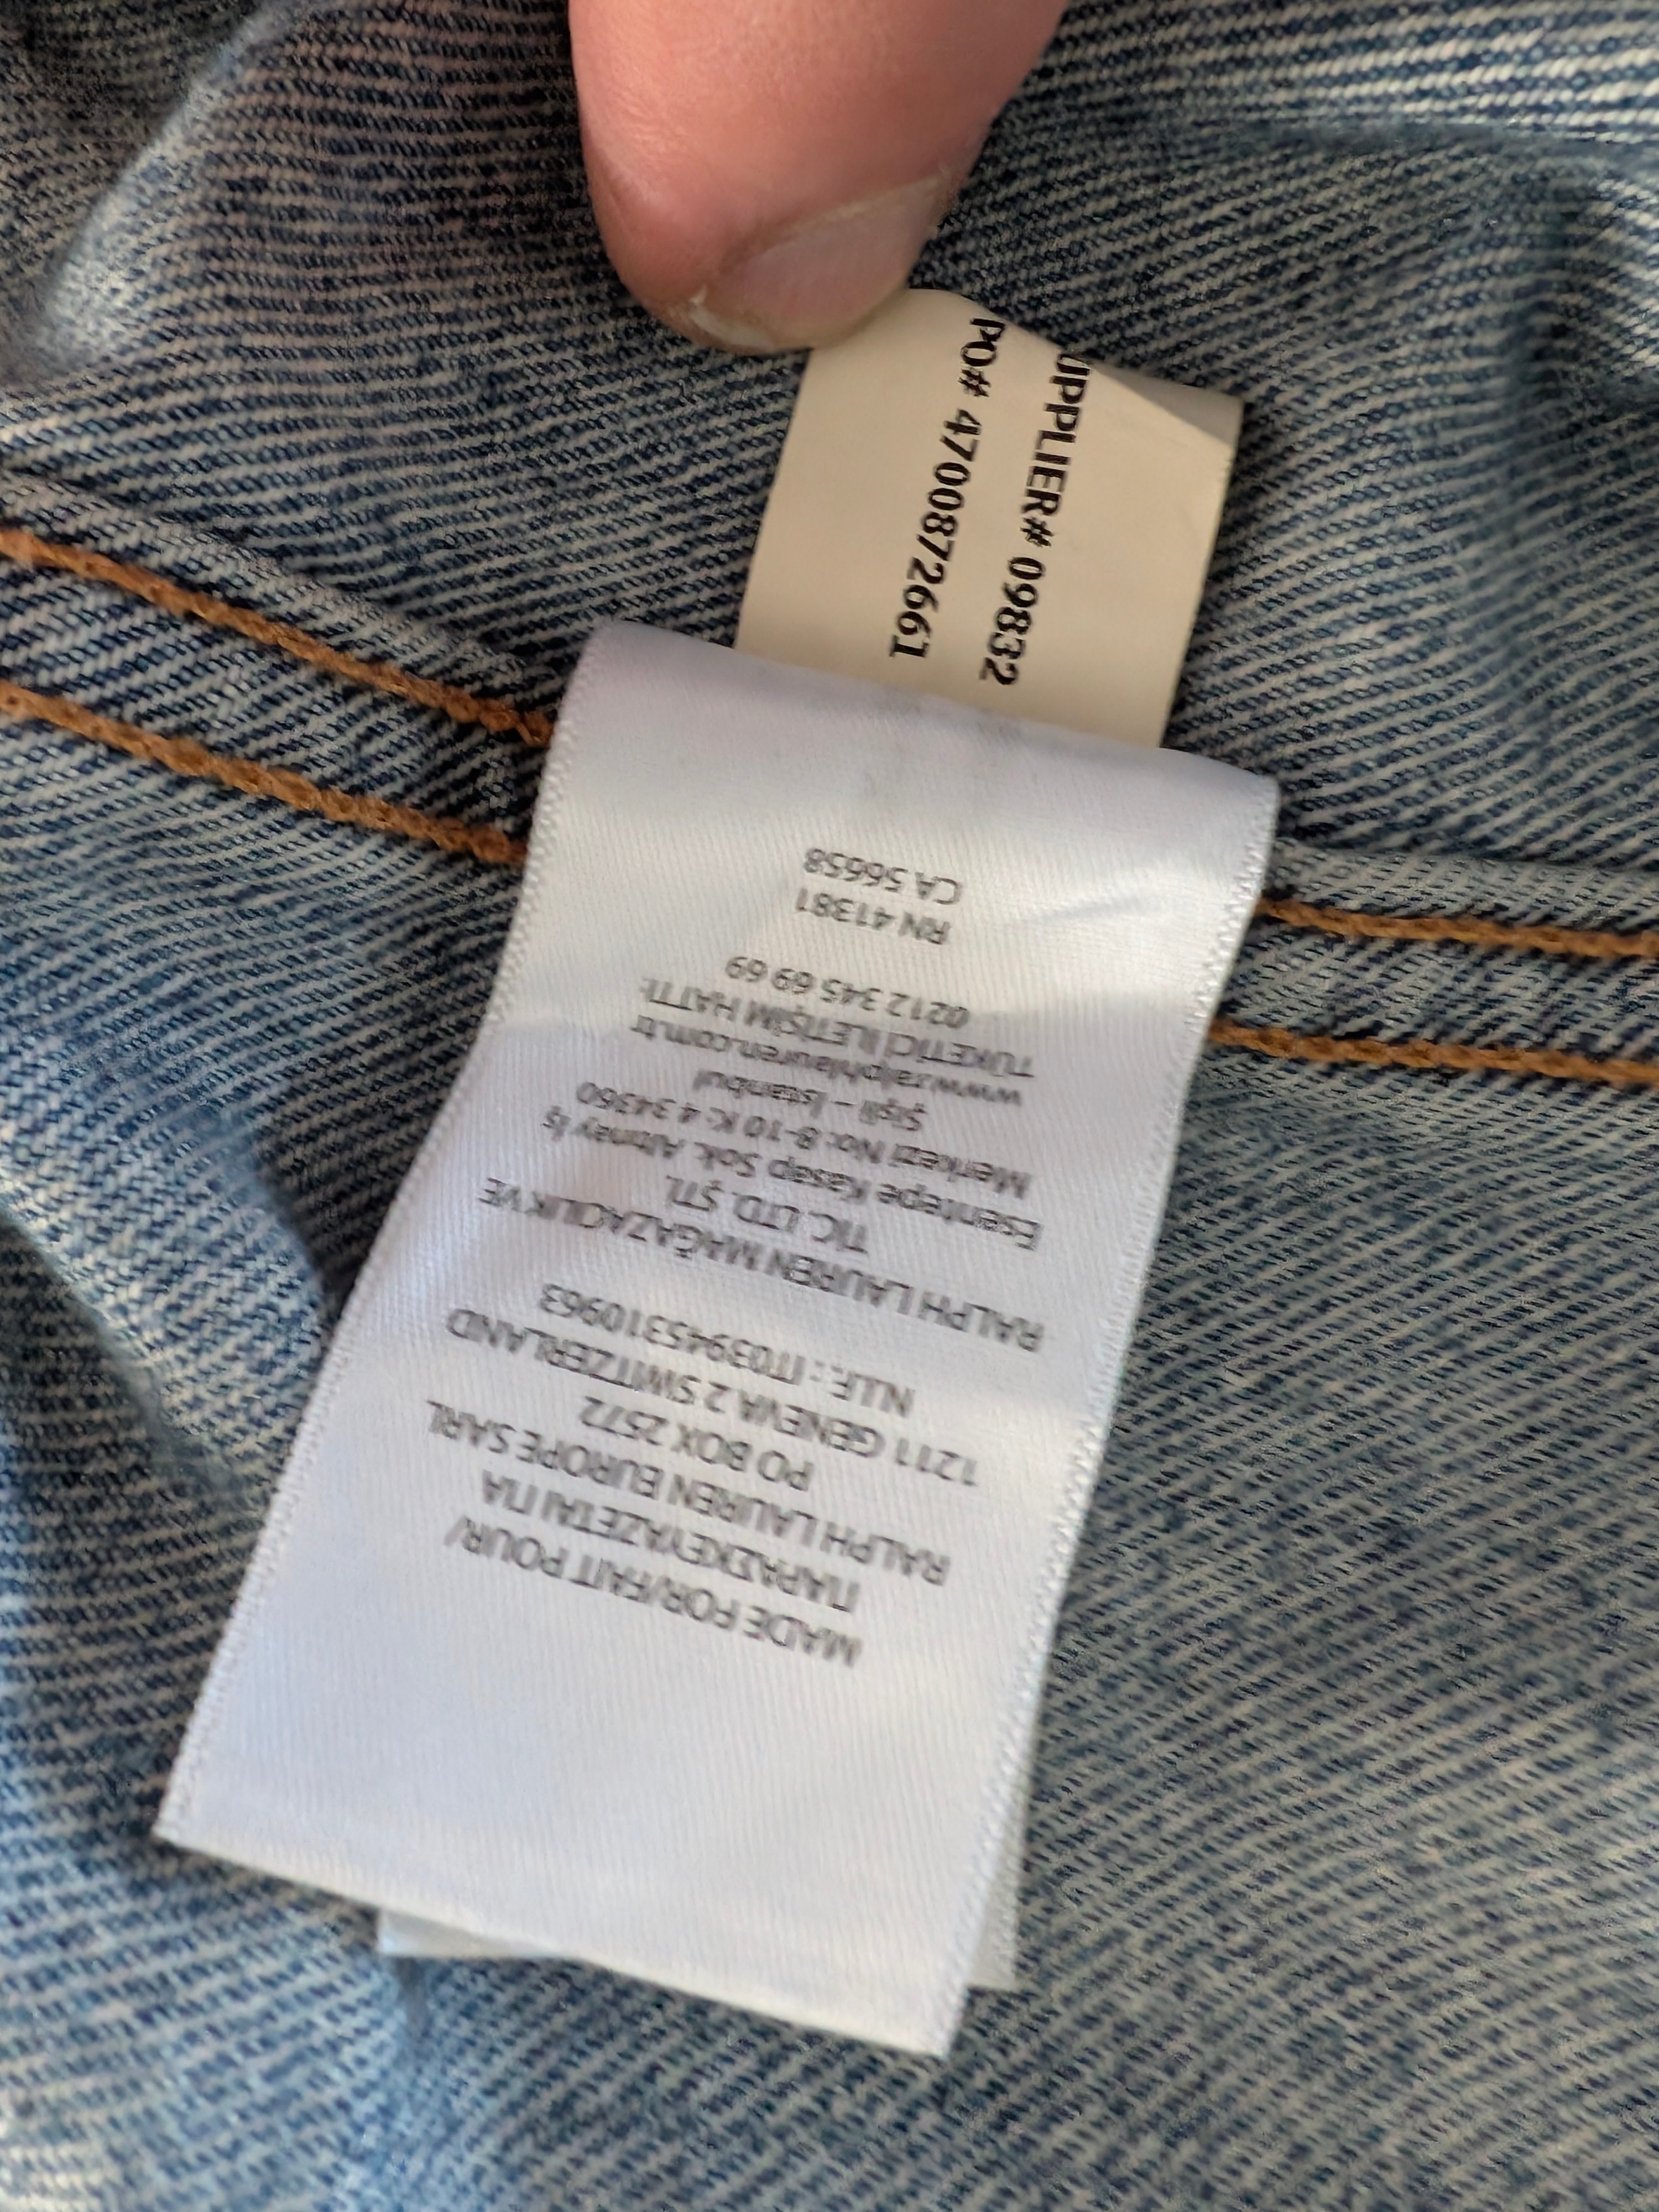 UPPLIER# 09832
PO# 4700872661
MADE FOR/FAIT POUR/
ΠΑΡΑΣΚΕΥΑΖΕΤΑΙ ΓΙΑ
RALPH LAUREN EUROPE SARL
PO BOX 2572
1211 GENEVA 2 SWITZERLAND
N.I.F.: IT03945310963
RALPH LAUREN MAĞAZACILIK VE
TİC. LTD. ŞTİ.
Esentepe Kasap Sok. Altınay İş
Merkezi No: 8-10 K: 4 34360
Şişli - İstanbul
www.ralphlauren.com.tr
TÜKETİCİ İLETİŞİM HATTI:
0212 345 69 69
RN 41381
CA 56658